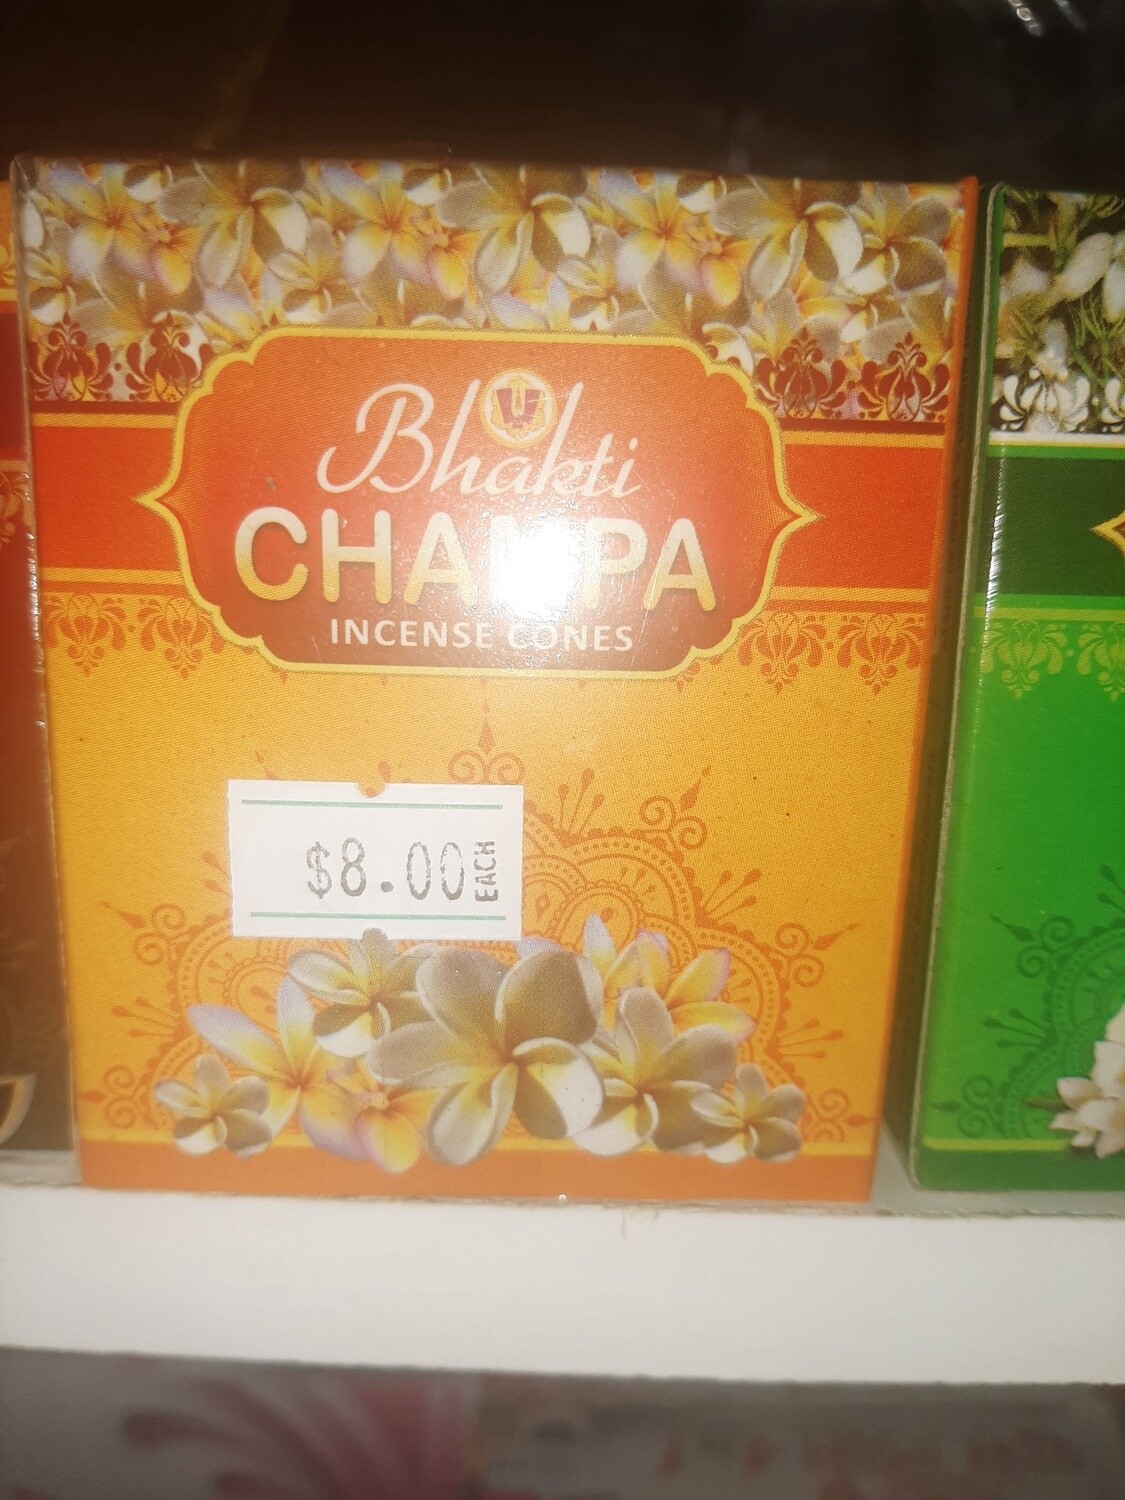 Bhakti
CHAMPA
INCENSE CONES
$8.00 EACH